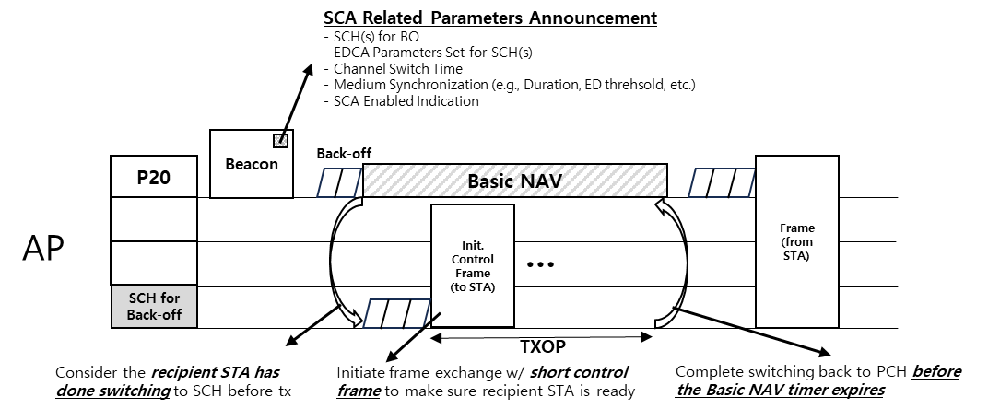 SCA Related Parameters Announcement
- SCH(s) for BO
- EDCA Parameters Set for SCH(s)
- Channel Switch Time
- Medium Synchronization (e.g., Duration, ED threhsold, etc.)
- SCA Enabled Indication
Back-off
P20
Beacon
Basic NAV
AP
Init.
Control
Frame
(to STA)
...
Frame
(from
STA)
SCH for
Back-off
TXOP
Consider the recipient STA has
done switching to SCH before tx
Initiate frame exchange w/ short control
frame to make sure recipient STA is ready
Complete switching back to PCH before
the Basic NAV timer expires